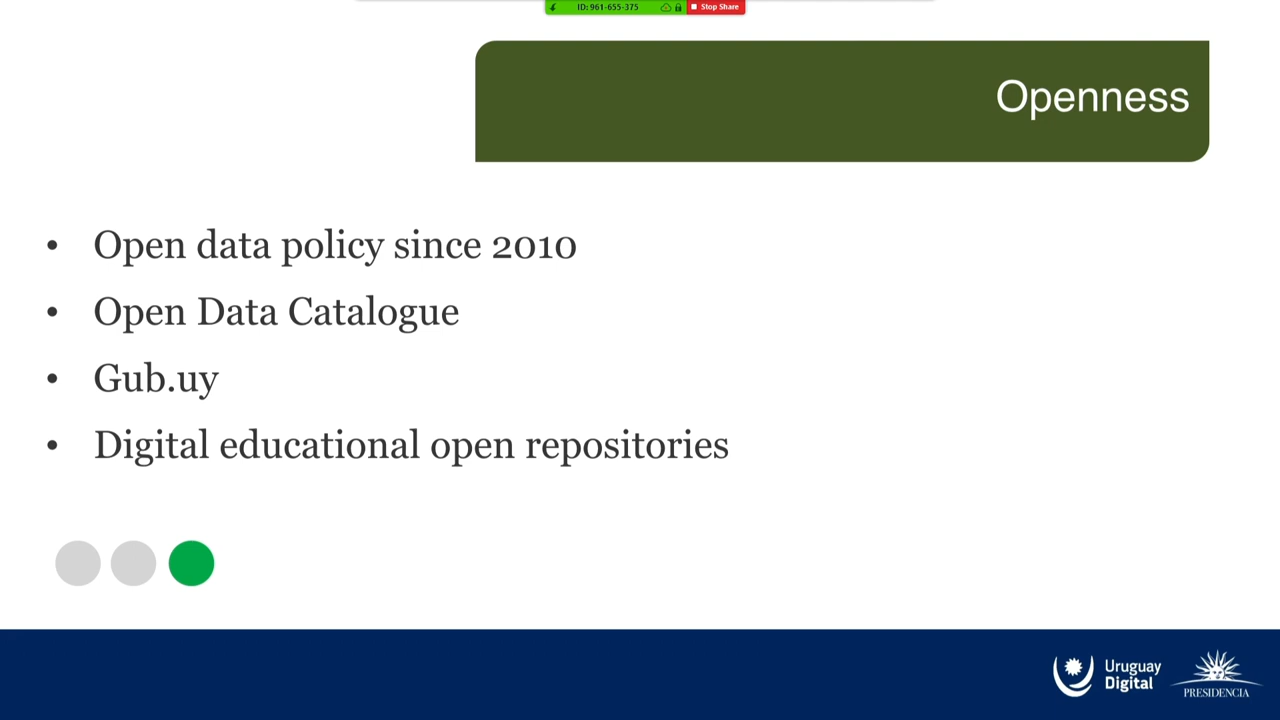 ID: 961-655-375
Stop Share
Openness
• Open data policy since 2010
• Open Data Catalogue
• Gub.uy
• Digital educational open repositories
Uruguay
Digital
PRESIDENCIA